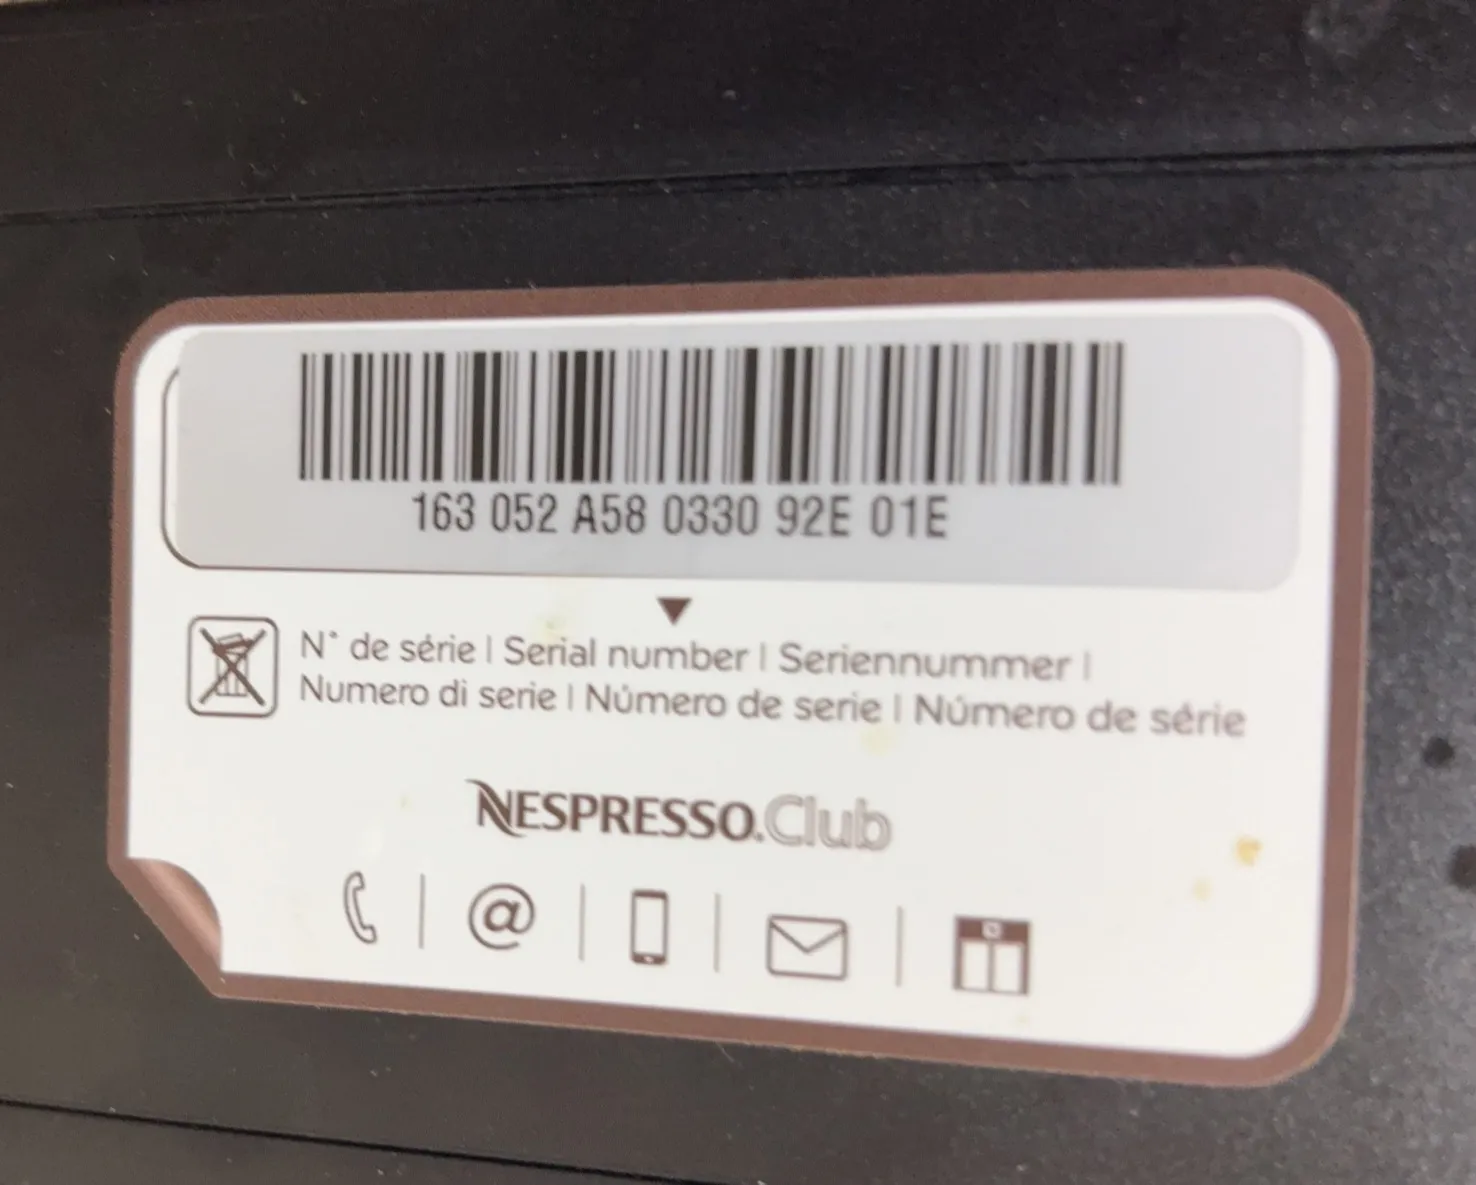 163 052 A58 0330 92E 01E
N° de série | Serial number | Seriennummer |
Numero di serie | Número de serie | Número de série
NESPRESSO.Club
@